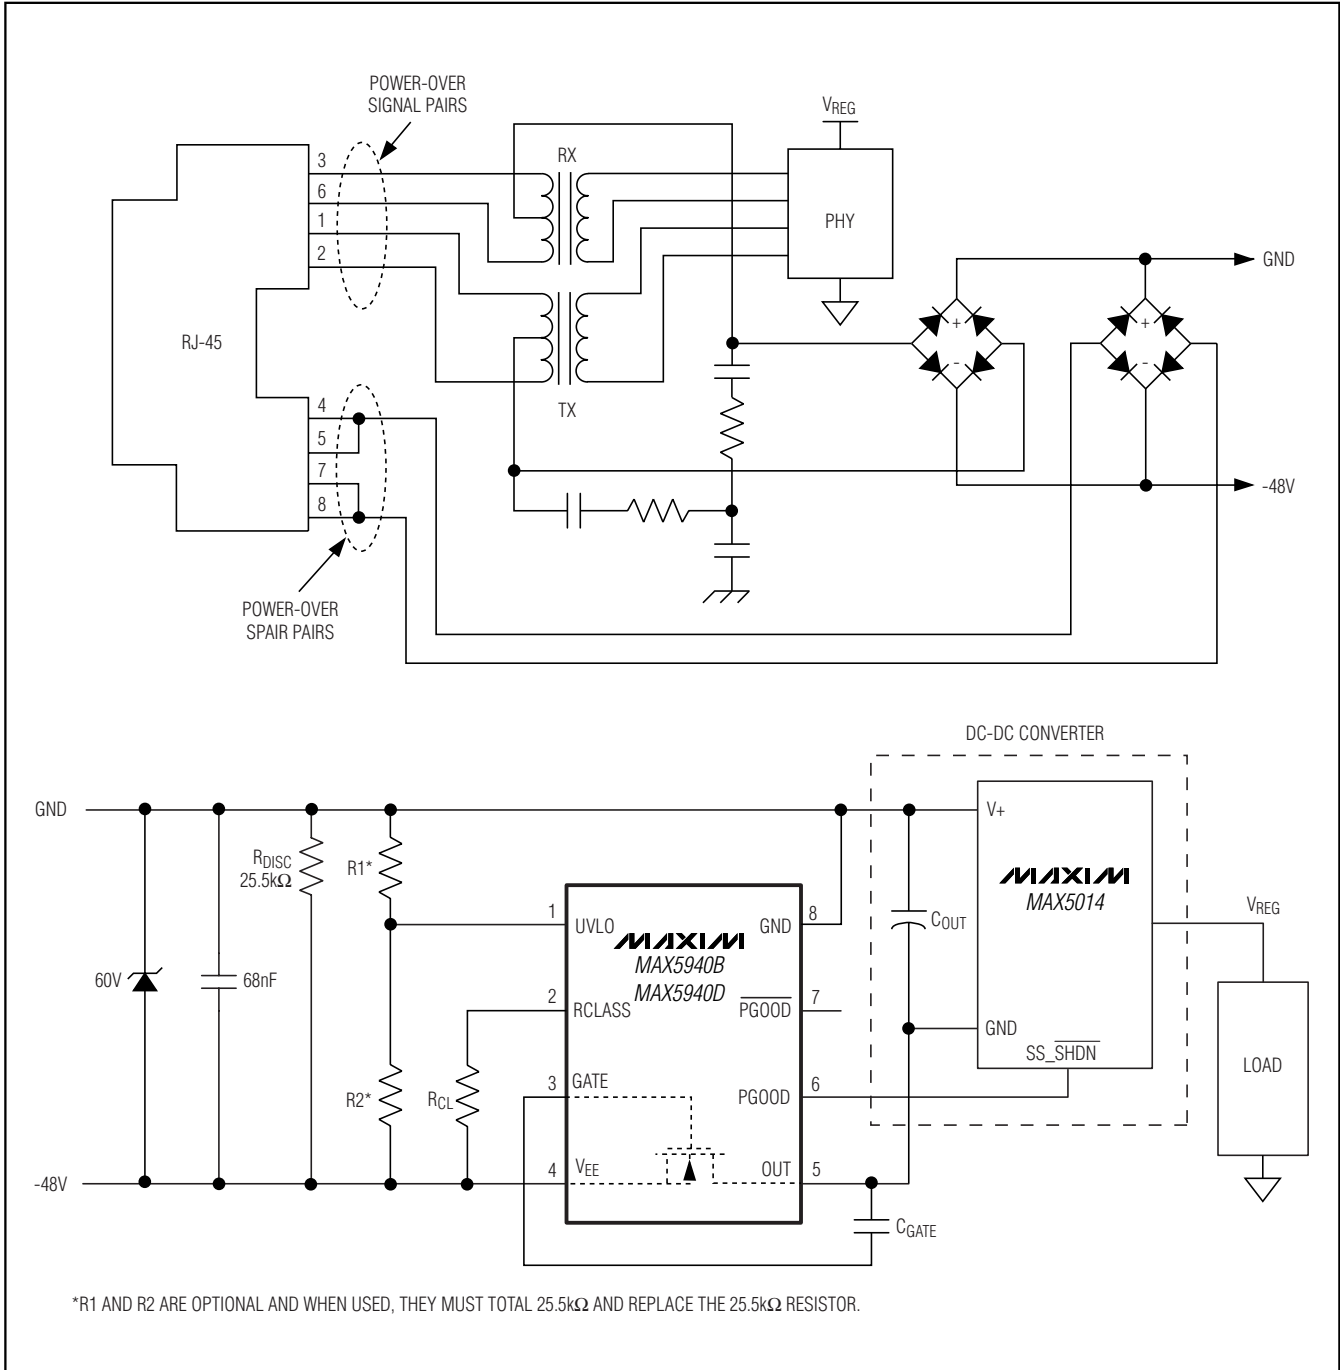 POWER-OVER
SIGNAL PAIRS
VREG
RX
3
6
1
2
PHY
GND
RJ-45
+
-
+
-
TX
4
5
7
8
-48V
POWER-OVER
SPAIR PAIRS
DC-DC CONVERTER
GND
V+
RDISC
25.5kΩ
R1*
MAXIM
MAX5014
1
UVLO
GND
8
COUT
VREG
MAXIM
MAX5940B
MAX5940D
60V
68nF
2
RCLASS
PGOOD
7
GND
SS_SHDN
LOAD
3
GATE
R2*
RCL
PGOOD
6
-48V
4
VEE
OUT
5
CGATE
*R1 AND R2 ARE OPTIONAL AND WHEN USED, THEY MUST TOTAL 25.5kΩ AND REPLACE THE 25.5kΩ RESISTOR.